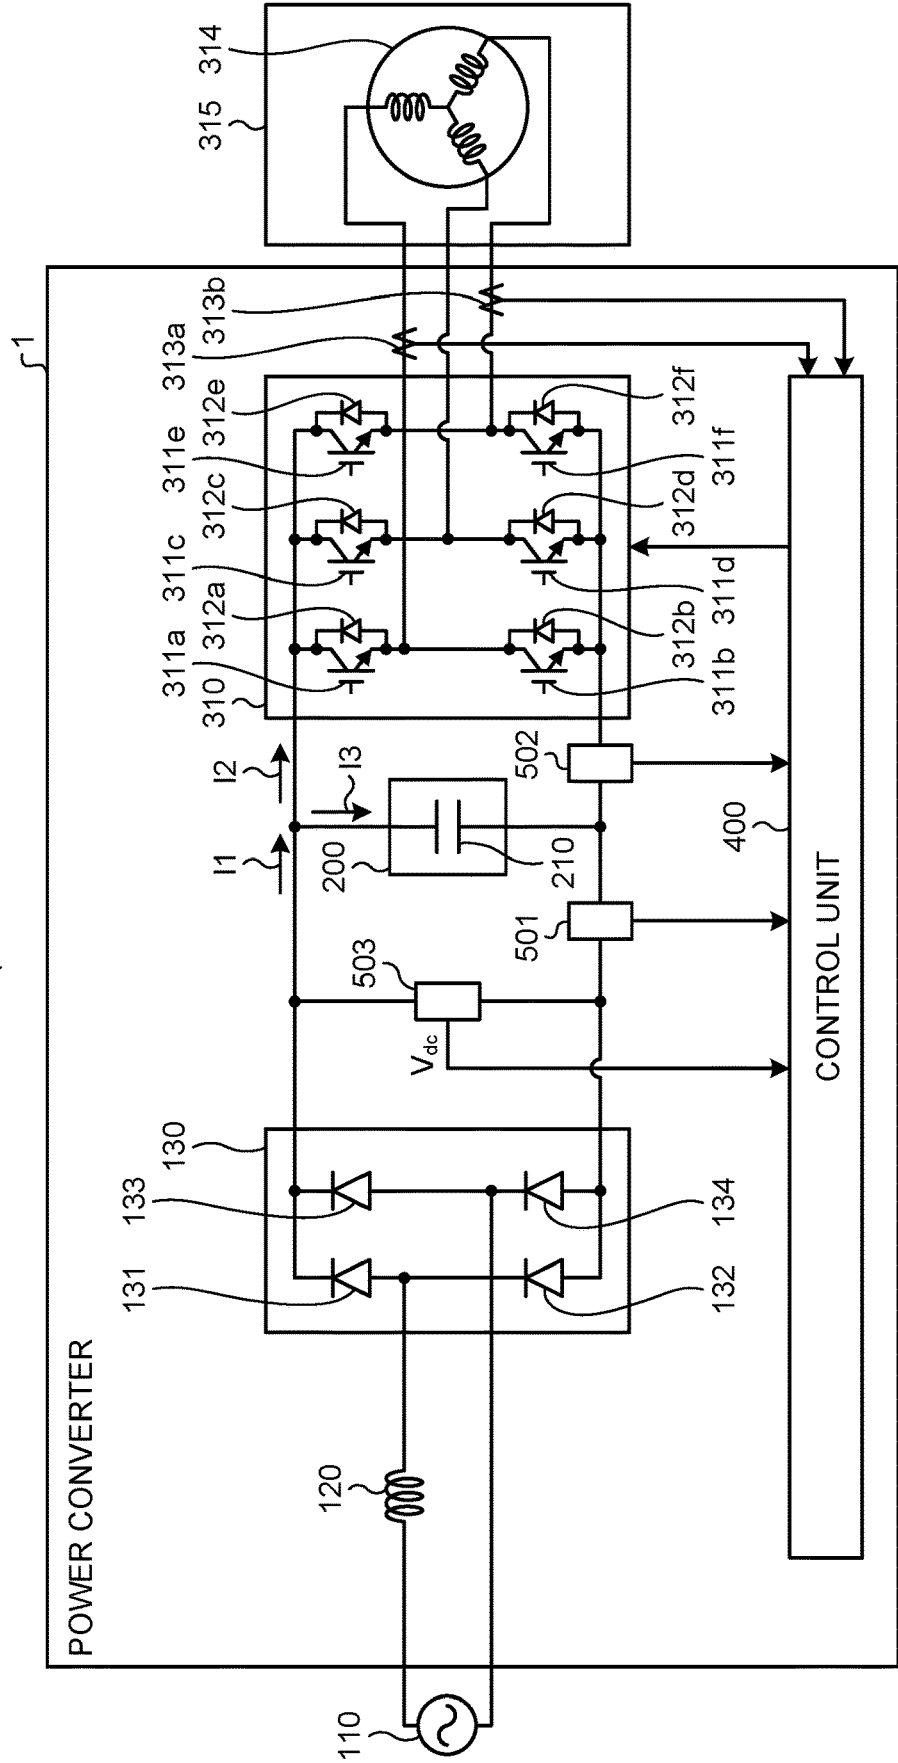 1
POWER CONVERTER
110
120
130
131
133
132
134
503
Vdc
501
I1
I2
I3
200
210
502
310
311a
312a
311c
312c
311e
312e
311b
312b
311d
312d
311f
312f
313a
313b
315
314
400
CONTROL UNIT